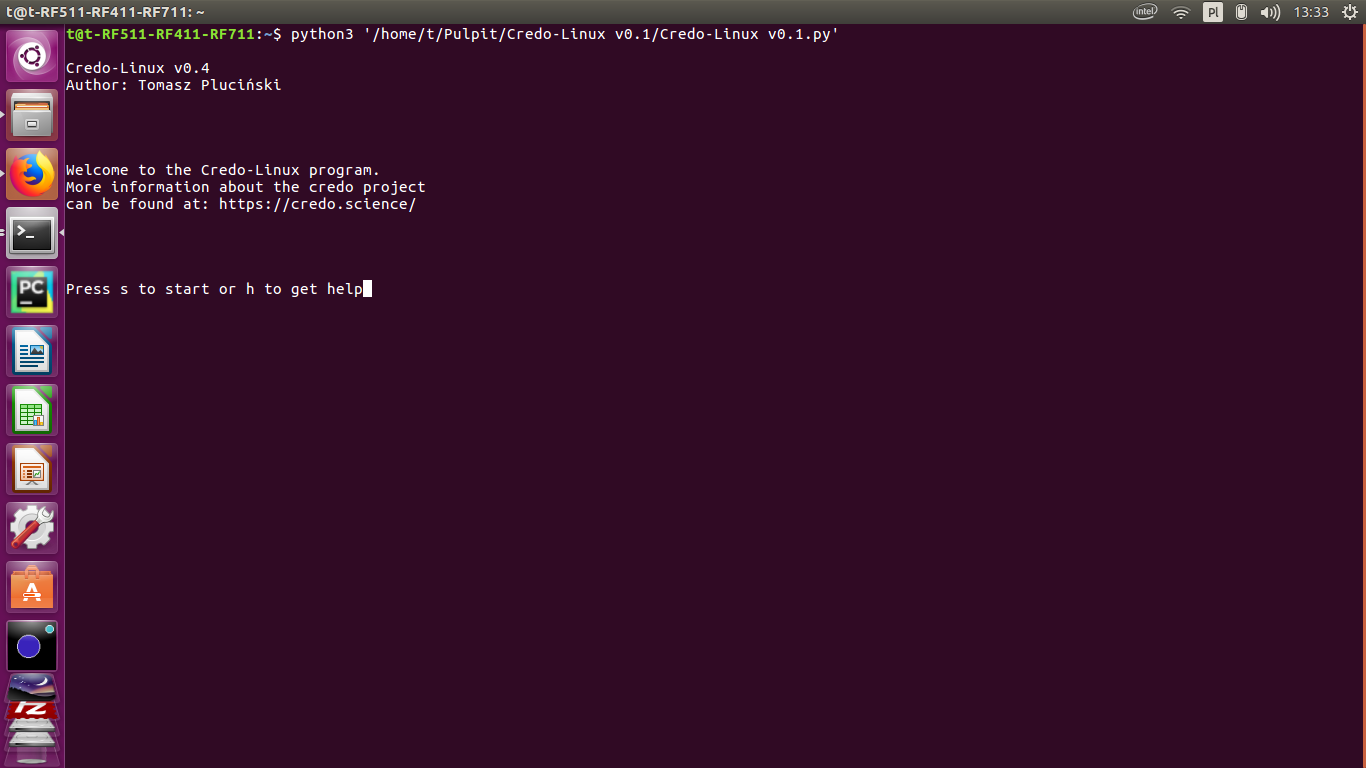 t@t-RF511-RF411-RF711: ~
intel
Pl
13:33
t@t-RF511-RF411-RF711:~$ python3 '/home/t/Pulpit/Credo-Linux v0.1/Credo-Linux v0.1.py'
Credo-Linux v0.4
Author: Tomasz Pluciński
Welcome to the Credo-Linux program.
More information about the credo project
can be found at: https://credo.science/
Press s to start or h to get help
>_
PC
A